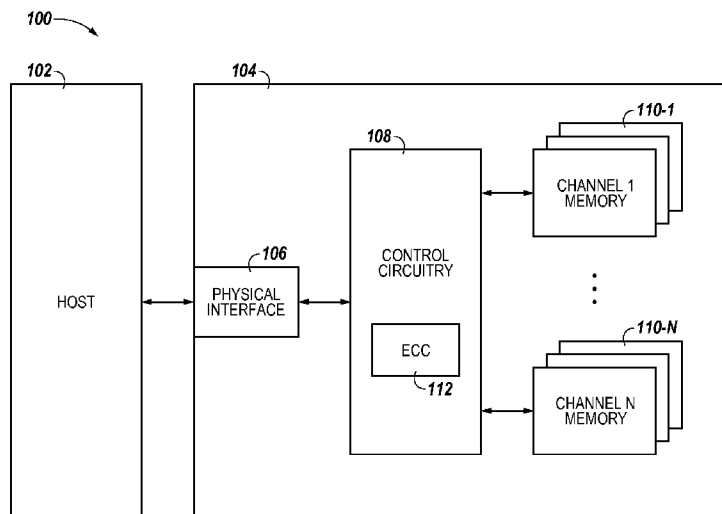 100
102
104
110-1
108
CHANNEL 1
MEMORY
106
CONTROL
CIRCUITRY
PHYSICAL
INTERFACE
HOST
110-N
ECC
112
CHANNEL N
MEMORY